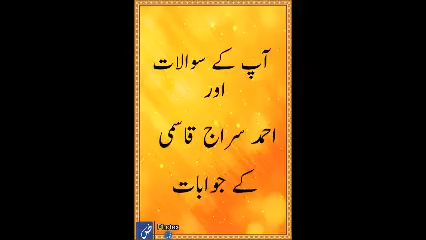 آپ کے سوالات
اور
احمد سراج قاسمی
کے جوابات